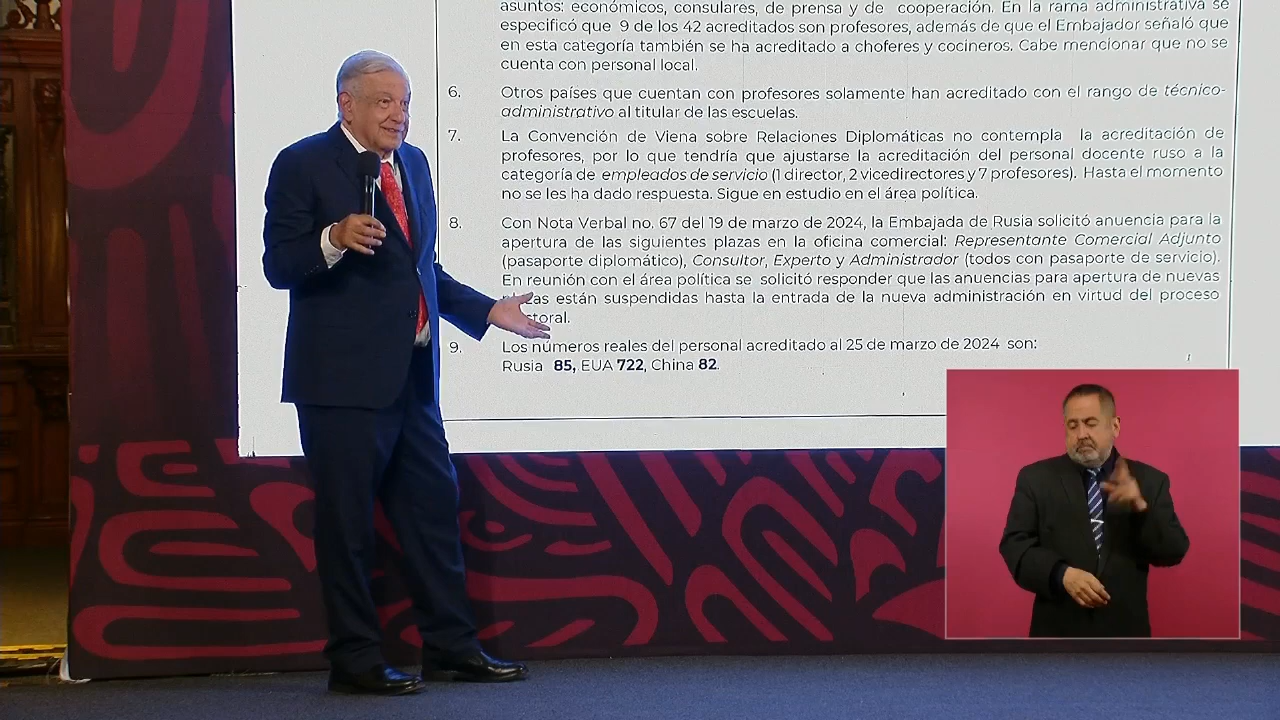 asuntos: económicos, consulares, de prensa y de cooperación. En la rama administrativa se
especificó que 9 de los 42 acreditados son profesores, además de que el Embajador señaló que
en esta categoría también se ha acreditado a choferes y cocineros. Cabe mencionar que no se
cuenta con personal local.
6. Otros países que cuentan con profesores solamente han acreditado con el rango de técnico-
administrativo al titular de las escuelas.
7. La Convención de Viena sobre Relaciones Diplomáticas no contempla la acreditación de
profesores, por lo que tendría que ajustarse la acreditación del personal docente ruso a la
categoría de empleados de servicio (1 director, 2 vicedirectores y 7 profesores). Hasta el momento
no se les ha dado respuesta. Sigue en estudio en el área política.
8. Con Nota Verbal no. 67 del 19 de marzo de 2024, la Embajada de Rusia solicitó anuencia para la
apertura de las siguientes plazas en la oficina comercial: Representante Comercial Adjunto
(pasaporte diplomático), Consultor, Experto y Administrador (todos con pasaporte de servicio).
En reunión con el área política se solicitó responder que las anuencias para apertura de nuevas
están suspendidas hasta la entrada de la nueva administración en virtud del proceso
9. Los números reales del personal acreditado al 25 de marzo de 2024 son:
Rusia 85, EUA 722, China 82.